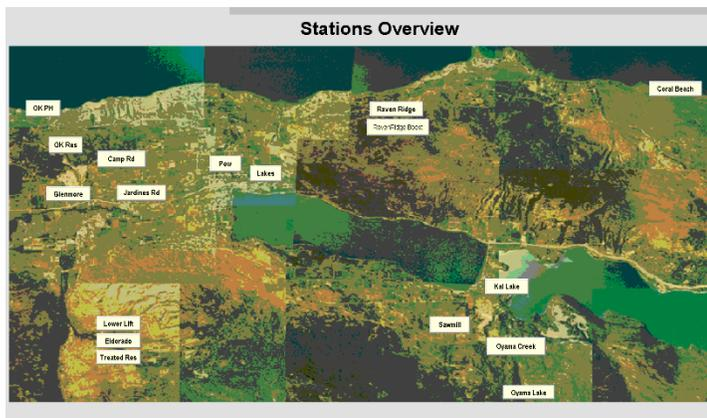 Stations Overview
Coral Beach
OK PH
Raven Ridge
RavenRidge Boost
OK Res
Camp Rd
Pow
Lakes
Glenmore
Jardines Rd
Kal Lake
Lower Lift
Sawmill
Eldorado
Oyama Creek
Treated Res
Oyama Lake